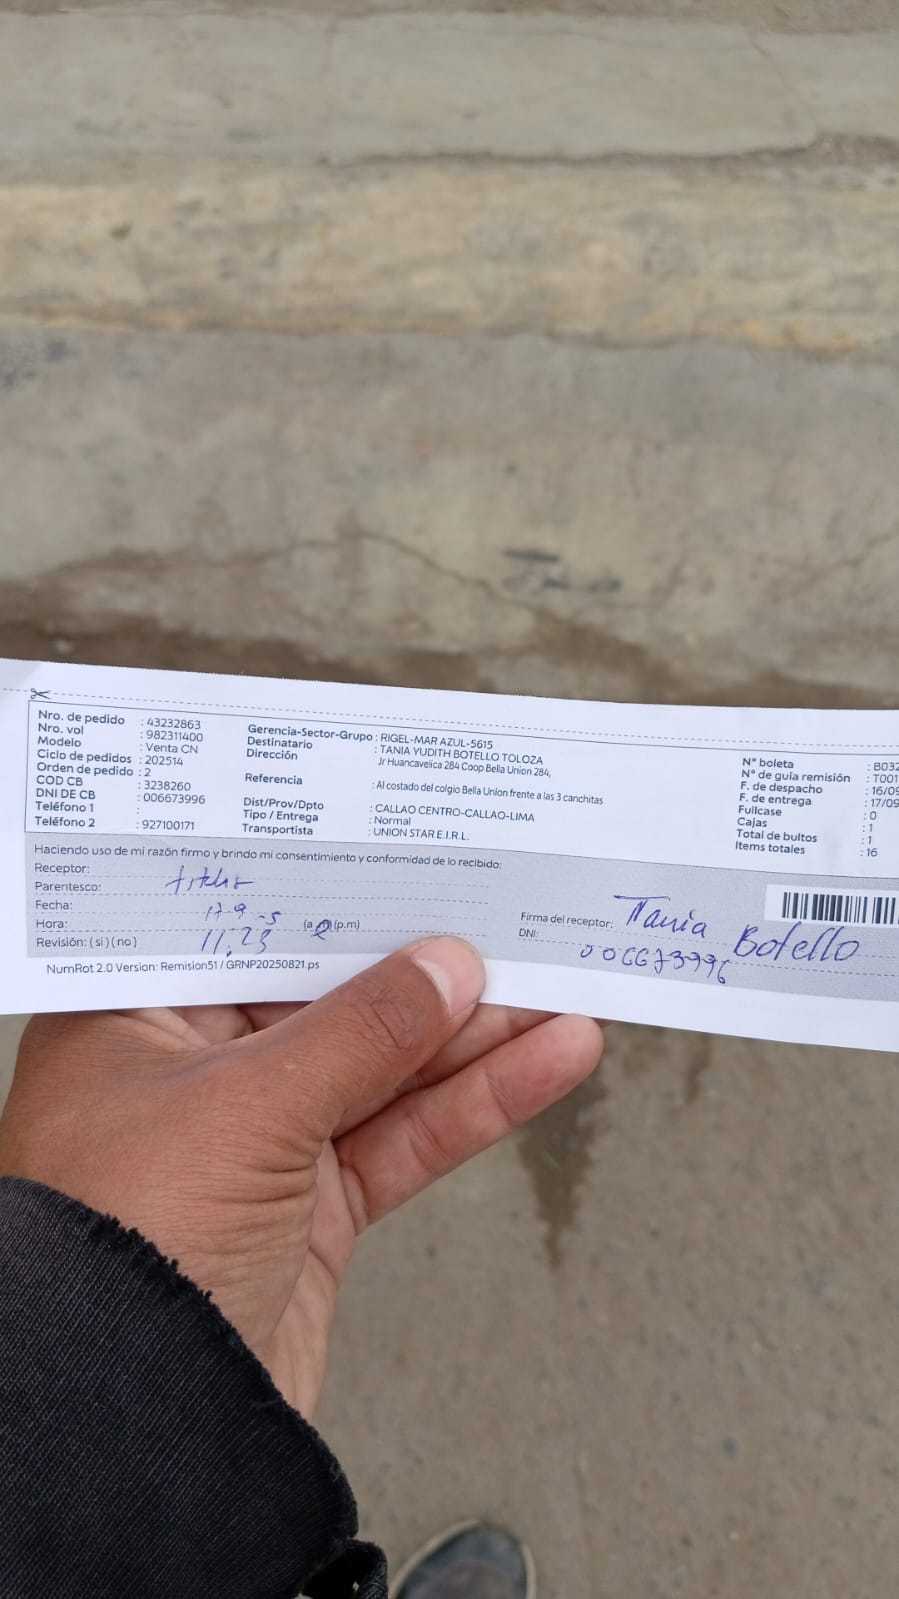 Nro. de pedido : 43232863
Nro. vol : 982311400
Modelo : Venta CN
Ciclo de pedidos : 202514
Orden de pedido : 2
COD CB : 3238260
DNI DE CB : 006673996
Teléfono 1 :
Teléfono 2 : 927100171
Gerencia-Sector-Grupo : RIGEL-MAR AZUL-5615
Destinatario : TANIA YUDITH BOTELLO TOLOZA
Dirección Jr Huancavelica 284 Coop Bella Union 284,
Referencia : Al costado del colgio Bella Union frente a las 3 canchitas
Dist/Prov/Dpto : CALLAO CENTRO-CALLAO-LIMA
Tipo / Entrega : Normal
Transportista : UNION STAR E.I.R.L.
N° boleta : B032
N° de guía remisión : T001
F. de despacho : 16/09
F. de entrega : 17/09
Fullcase : 0
Cajas : 1
Total de bultos : 1
Items totales : 16
Haciendo uso de mi razón firmo y brindo mi consentimiento y conformidad de lo recibido:
Receptor:
Parentesco:
Fecha: 17-9-5
Hora: 11:23 (a (p.m)
Revisión: ( si ) ( no )
Firma del receptor: Tania Botello
DNI: 006673996
NumRot 2.0 Version: Remision51 / GRNP20250821.ps